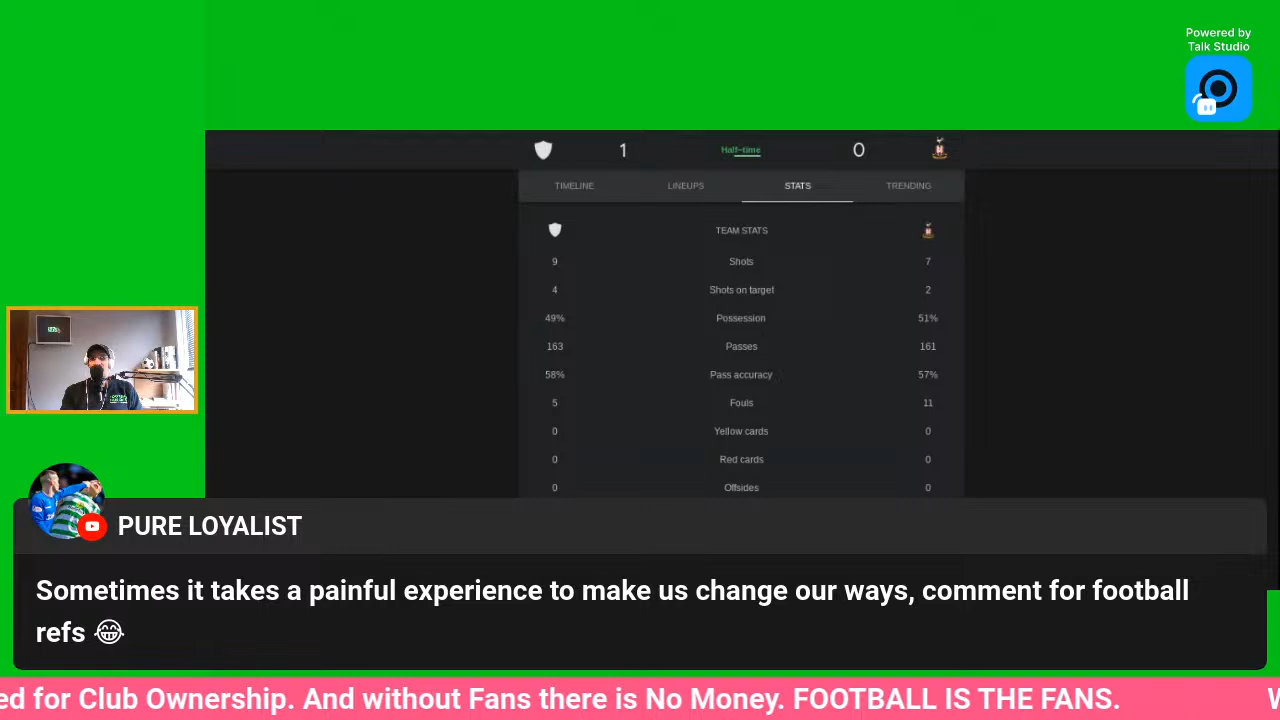 Powered by
Talk Studio
1 Half-time 0
TIMELINE LINEUPS STATS TRENDING
TEAM STATS
9 Shots 7
4 Shots on target 2
49% Possession 51%
163 Passes 161
58% Pass accuracy 57%
5 Fouls 11
0 Yellow cards 0
0 Red cards 0
0 Offsides 0
PURE LOYALIST
Sometimes it takes a painful experience to make us change our ways, comment for football
refs 😂
ed for Club Ownership. And without Fans there is No Money. FOOTBALL IS THE FANS.